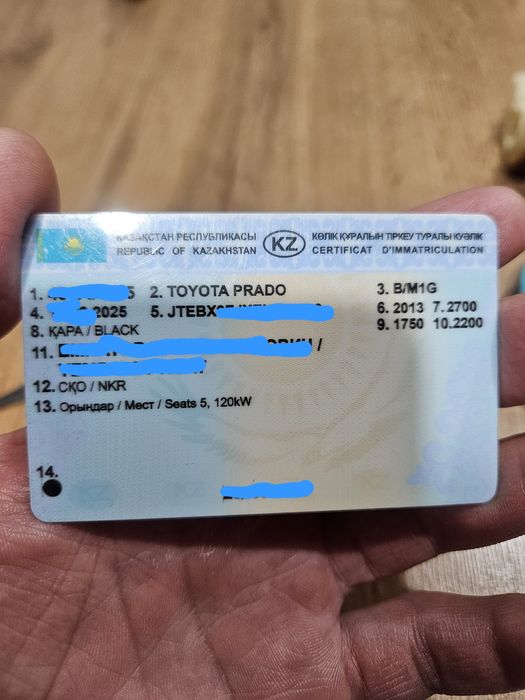 ҚАЗАҚСТАН РЕСПУБЛИКАСЫ KZ КӨЛІК ҚҰРАЛЫН ТІРКЕУ ТУРАЛЫ КУӘЛІК
REPUBLIC OF KAZAKHSTAN CERTIFICAT D'IMMATRICULATION
1. 5 2. TOYOTA PRADO 3. B/M1G
4. 2025 5. JTEBX 6. 2013 7. 2700
8. ҚАРА / BLACK 9. 1750 10. 2200
11. /
12. СҚО / NKR
13. Орындар / Мест / Seats 5, 120kW
14.